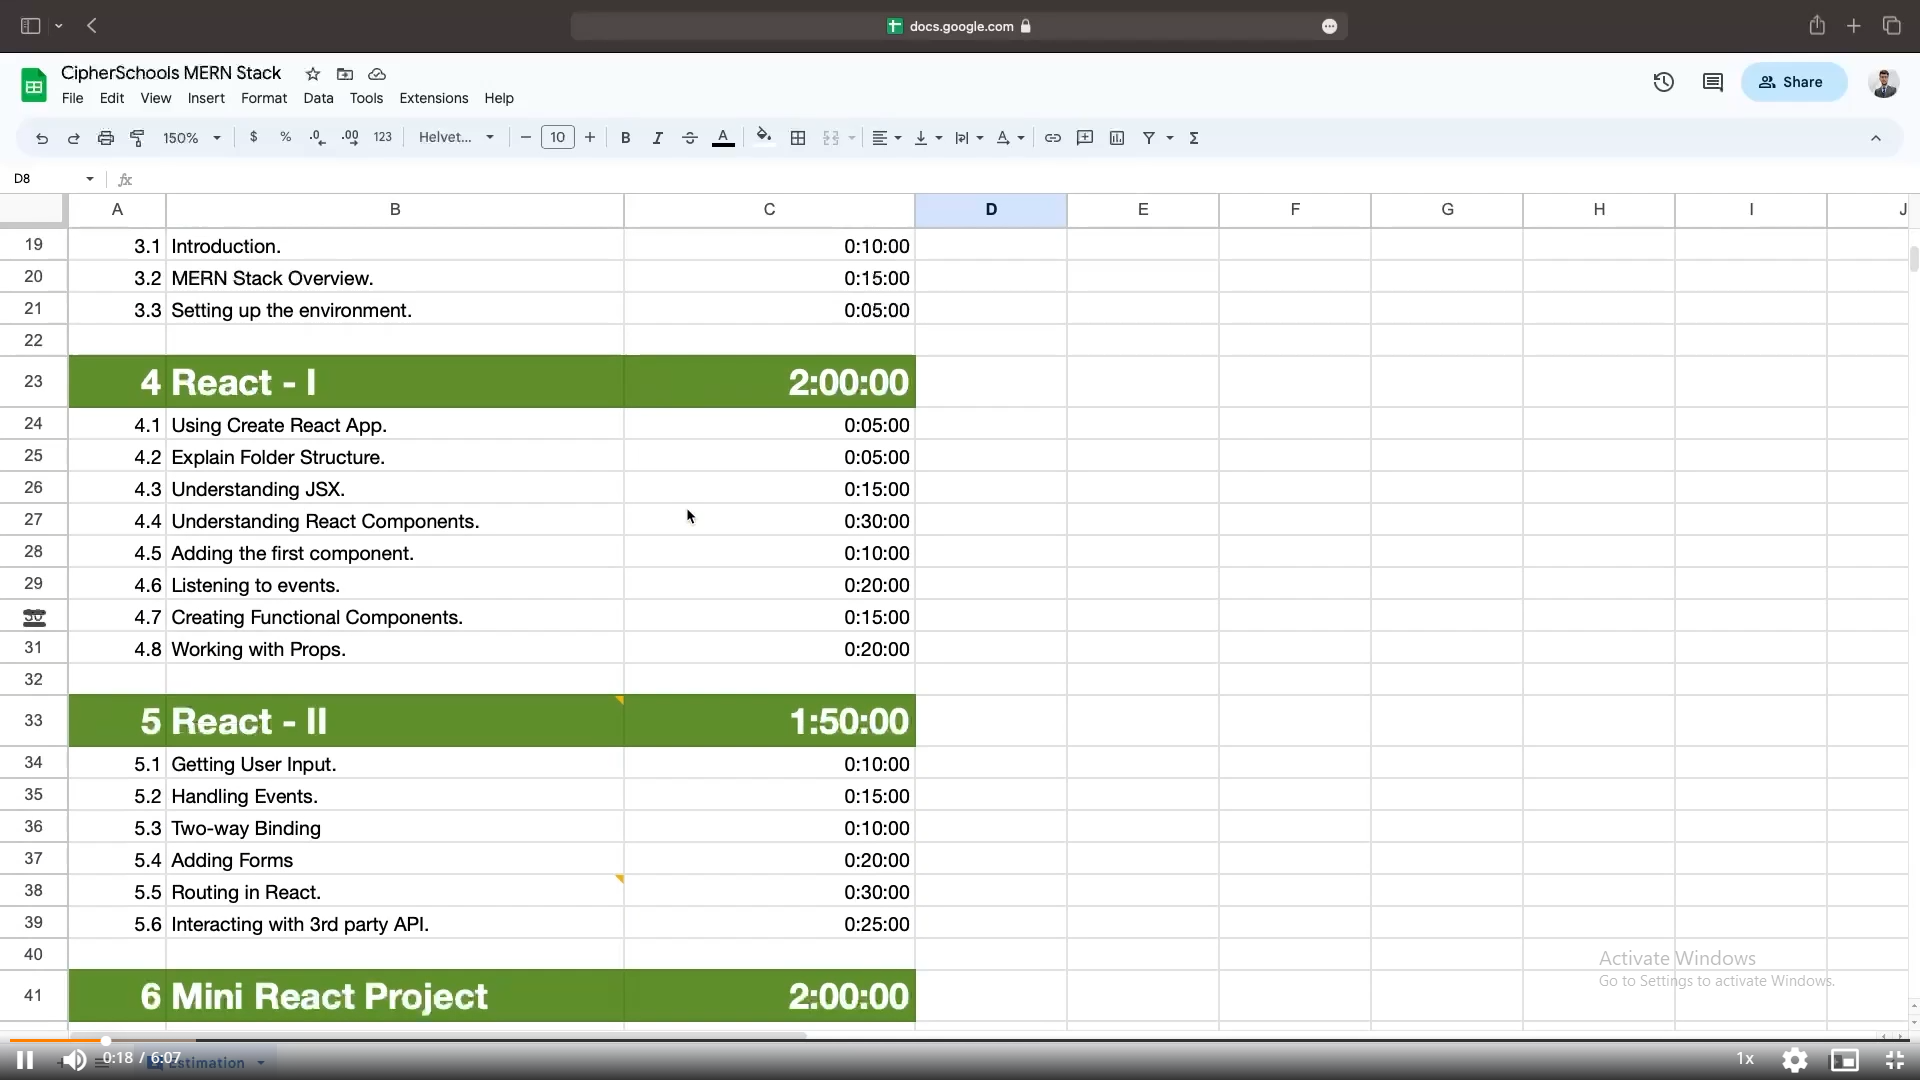 docs.google.com
CipherSchools MERN Stack
File Edit View Insert Format Data Tools Extensions Help
Share
150% $ % .0 .00 123 Helvet... 10 B I A
D8 fx
A B C D E F G H I J
19 3.1 Introduction. 0:10:00
20 3.2 MERN Stack Overview. 0:15:00
21 3.3 Setting up the environment. 0:05:00
22
23 4 React - I 2:00:00
24 4.1 Using Create React App. 0:05:00
25 4.2 Explain Folder Structure. 0:05:00
26 4.3 Understanding JSX. 0:15:00
27 4.4 Understanding React Components. 0:30:00
28 4.5 Adding the first component. 0:10:00
29 4.6 Listening to events. 0:20:00
30 4.7 Creating Functional Components. 0:15:00
31 4.8 Working with Props. 0:20:00
32
33 5 React - II 1:50:00
34 5.1 Getting User Input. 0:10:00
35 5.2 Handling Events. 0:15:00
36 5.3 Two-way Binding 0:10:00
37 5.4 Adding Forms 0:20:00
38 5.5 Routing in React. 0:30:00
39 5.6 Interacting with 3rd party API. 0:25:00
40
41 6 Mini React Project 2:00:00
Activate Windows
Go to Settings to activate Windows.
0:18 / 6:07 Estimation 1x